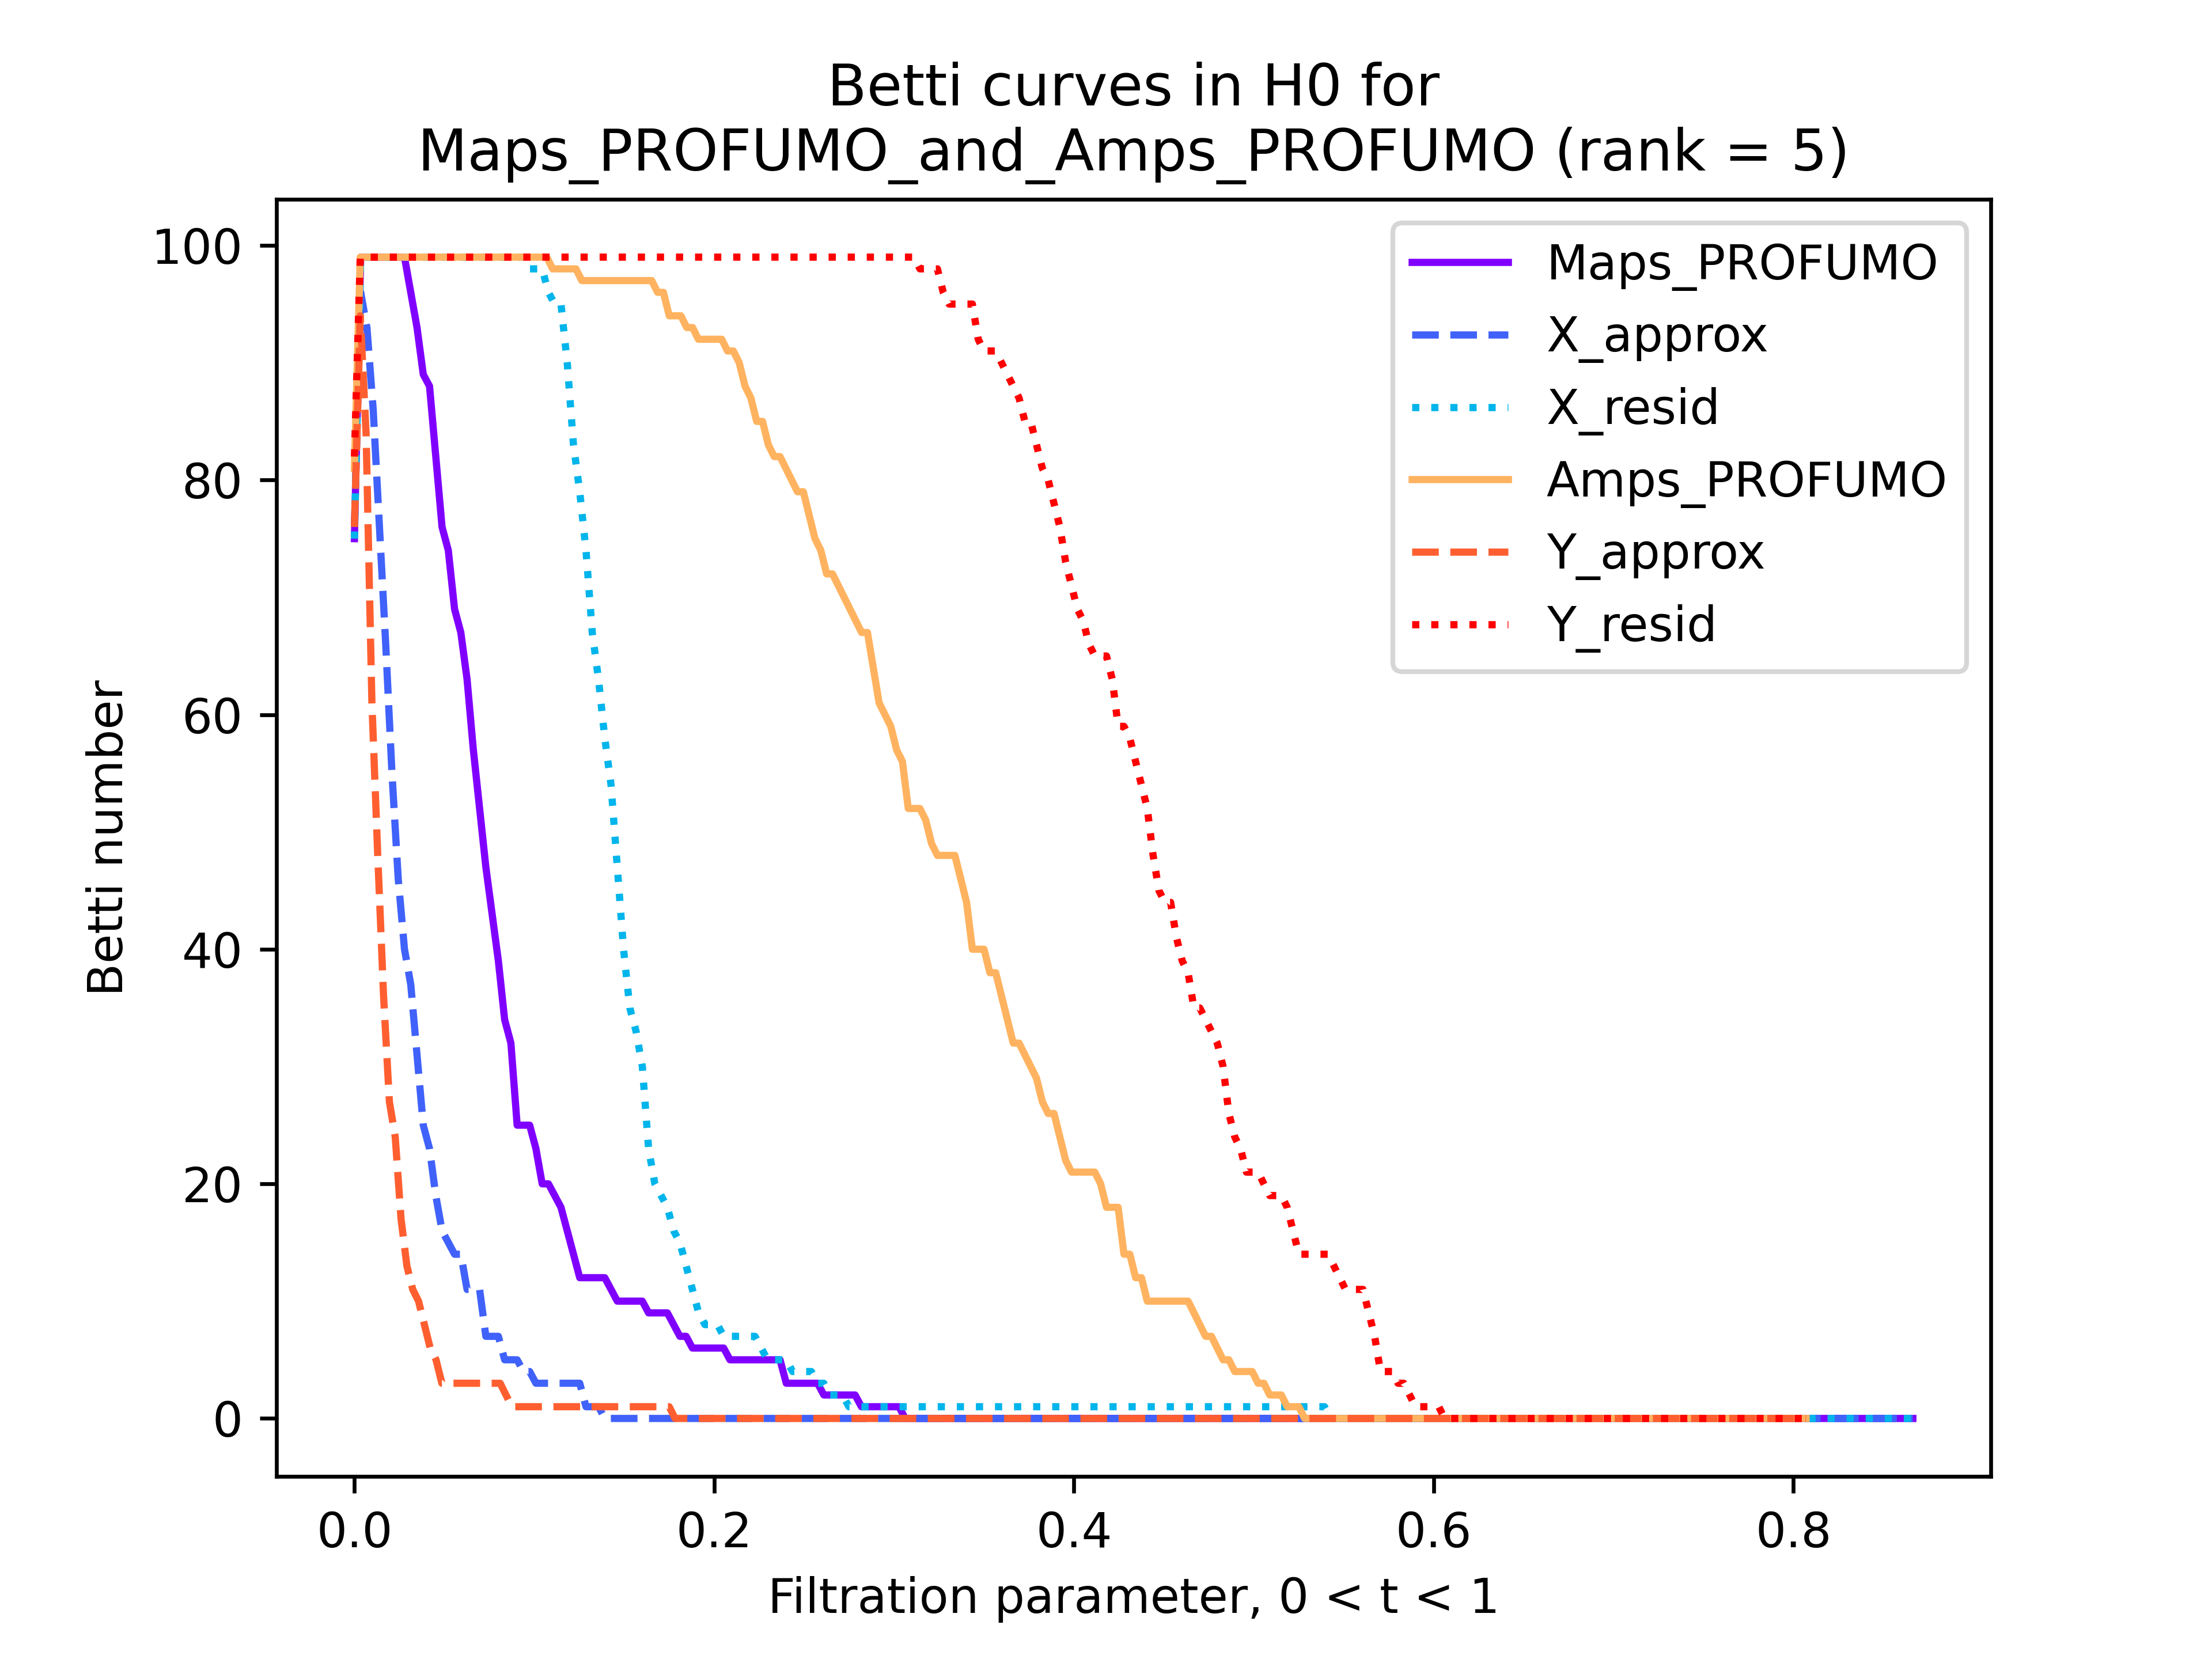 Betti curves in H0 for
Maps_PROFUMO_and_Amps_PROFUMO (rank = 5)
100
80
60
40
20
0
Betti number
Maps_PROFUMO
X_approx
X_resid
Amps_PROFUMO
Y_approx
Y_resid
0.0 0.2 0.4 0.6 0.8
Filtration parameter, 0 < t < 1